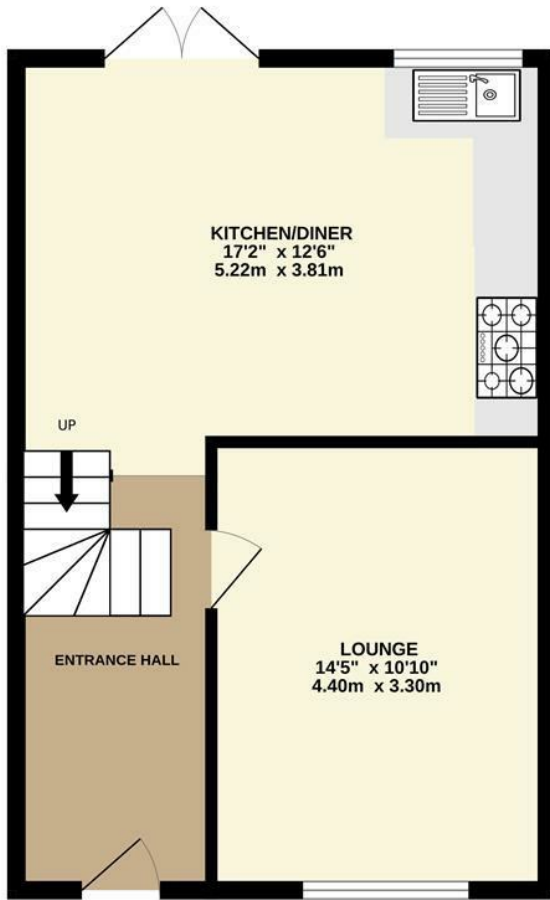 KITCHEN/DINER
17'2" x 12'6"
5.22m x 3.81m
UP
ENTRANCE HALL
LOUNGE
14'5" x 10'10"
4.40m x 3.30m